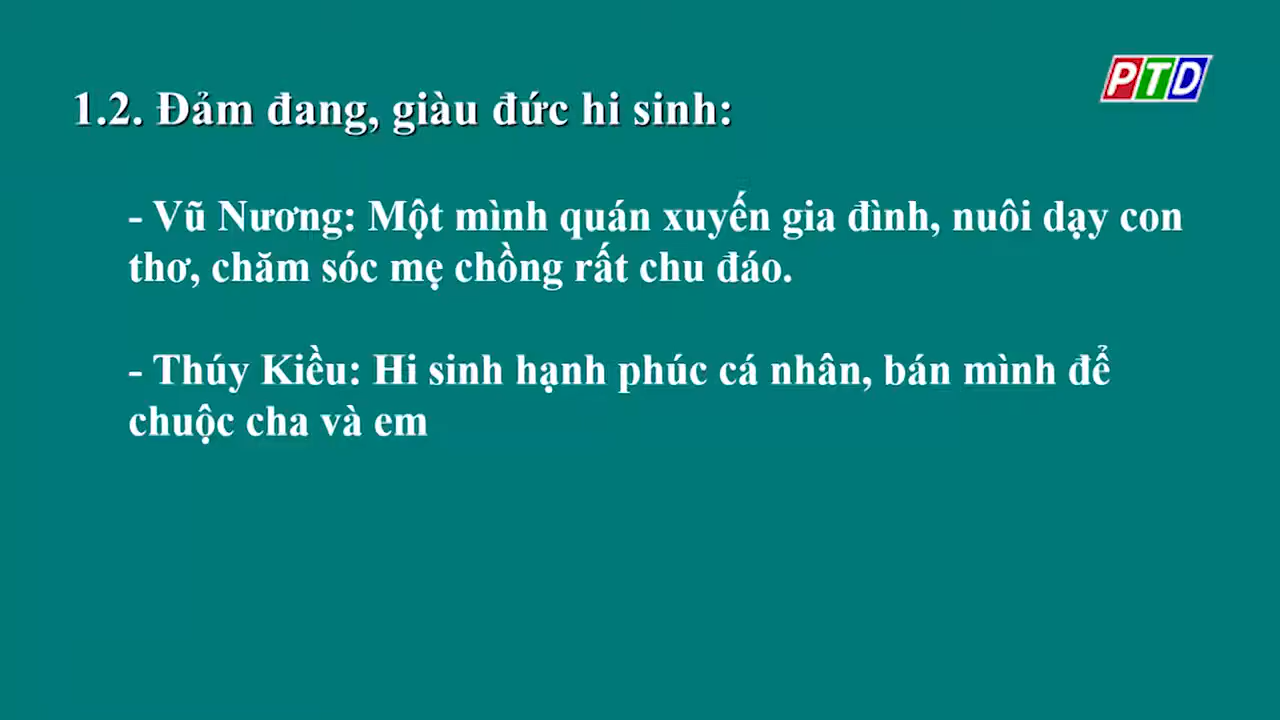 PTD
1.2. Đảm đang, giàu đức hi sinh:
- Vũ Nương: Một mình quán xuyến gia đình, nuôi dạy con
thơ, chăm sóc mẹ chồng rất chu đáo.
- Thúy Kiều: Hi sinh hạnh phúc cá nhân, bán mình để
chuộc cha và em